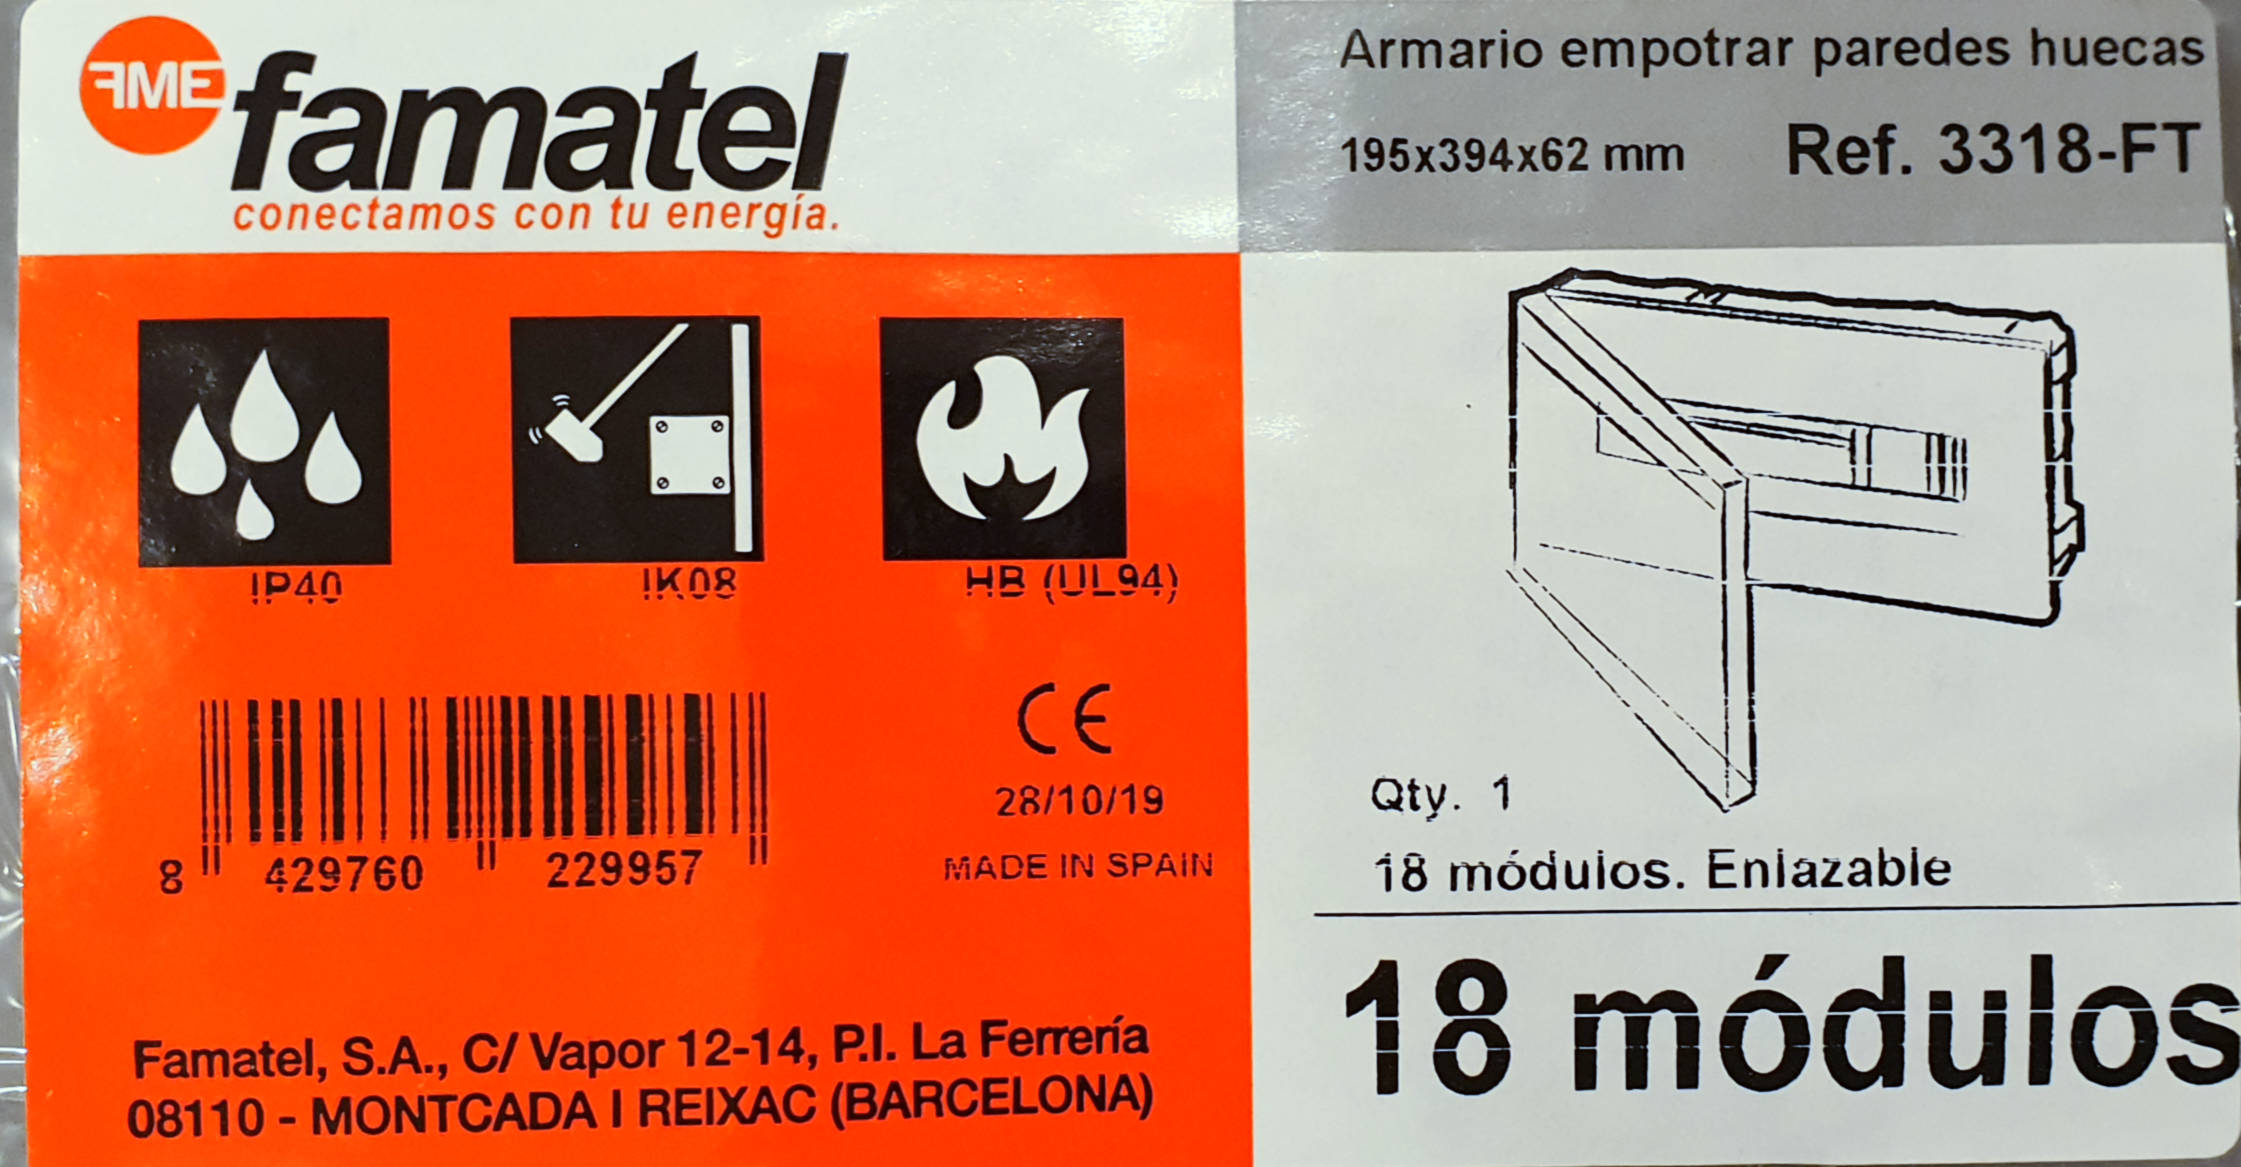 FME famatel
conectamos con tu energía.
Armario empotrar paredes huecas
195x394x62 mm Ref. 3318-FT
IP40 IK08 HB (UL94)
CE
28/10/19
MADE IN SPAIN
8 429760 229957
Famatel, S.A., C/ Vapor 12-14, P.I. La Ferrería
08110 - MONTCADA I REIXAC (BARCELONA)
Qty. 1
18 módulos. Enlazable
18 módulos